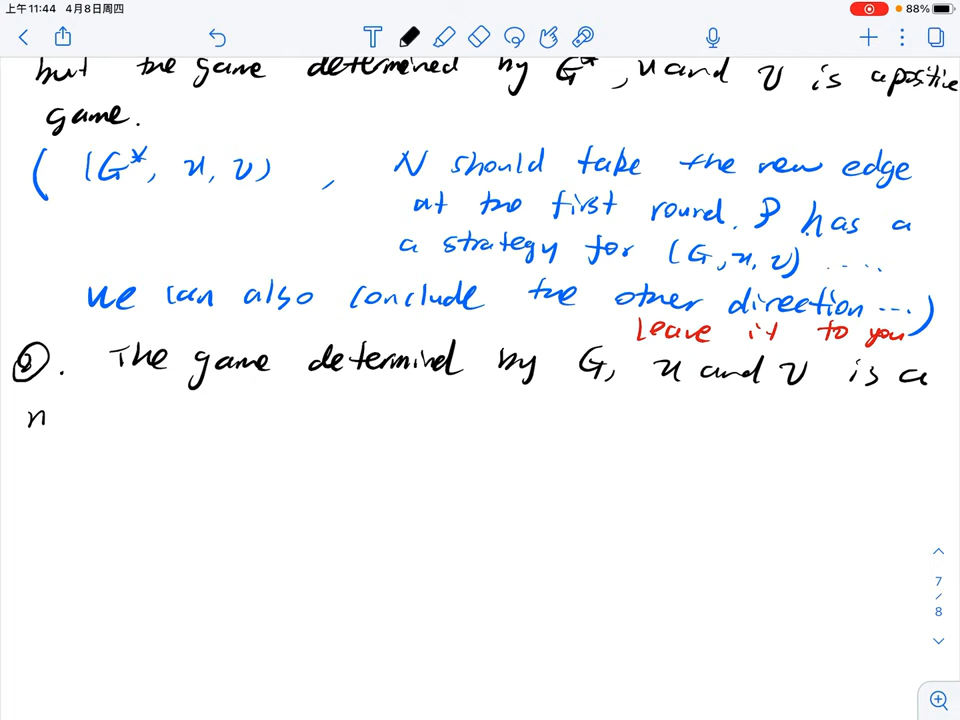 上午11:44 4月8日周四
88%
but the game determined by G*, u and v is a positive
game.
( (G*, u, v) , N should take the new edge
at the first round. P has a
a strategy for (G, u, v) ....
we can also conclude the other direction ...)
leave it to you
②. The game determind by G, u and v is a
n
7
/
8